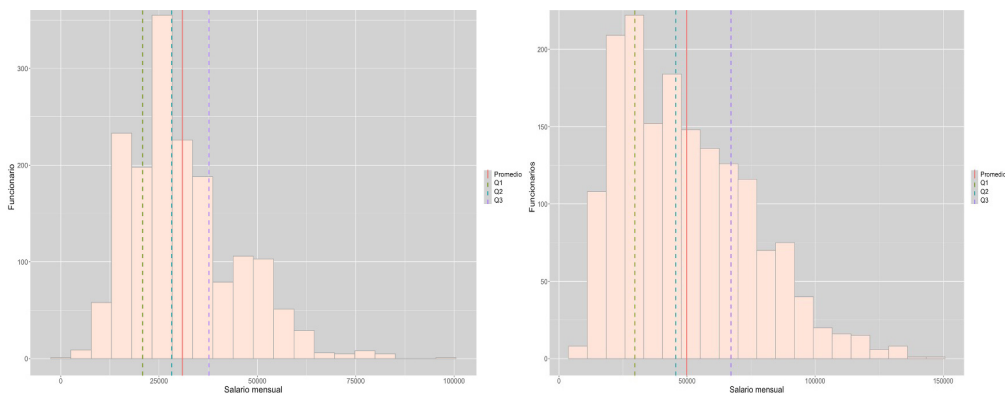 300
200
100
0
Funcionario
0
25000
50000
75000
100000
Salario mensual
Promedio
Q1
Q2
Q3
200
150
100
50
0
Funcionarios
0
50000
100000
150000
Salario mensual
Promedio
Q1
Q2
Q3